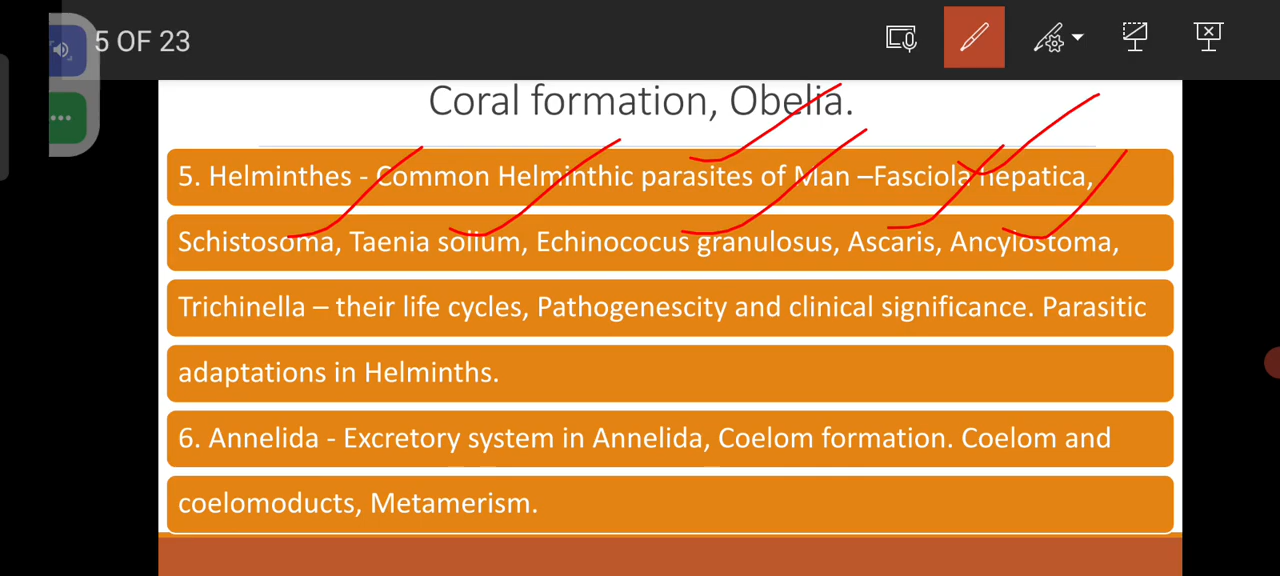 5 OF 23
Coral formation, Obelia.
5. Helminthes - Common Helminthic parasites of Man –Fasciola hepatica,
Schistosoma, Taenia solium, Echinococus granulosus, Ascaris, Ancylostoma,
Trichinella – their life cycles, Pathogenescity and clinical significance. Parasitic
adaptations in Helminths.
6. Annelida - Excretory system in Annelida, Coelom formation. Coelom and
coelomoducts, Metamerism.